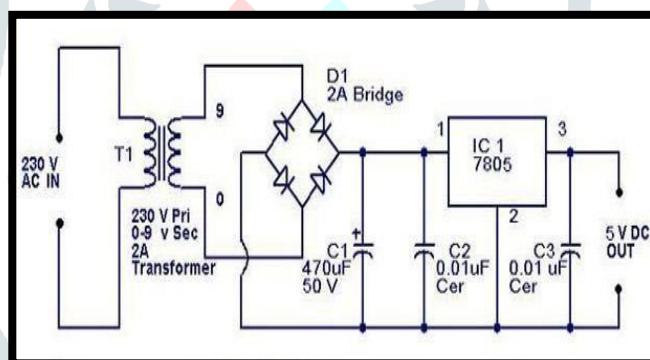 230 V
AC IN
T1
9
0
230 V Pri
0-9 v Sec
2A
Transformer
D1
2A Bridge
+
C1
470uF
50 V
C2
0.01uF
Cer
1
IC 1
7805
3
2
C3
0.01 uF
Cer
5 V DC
OUT